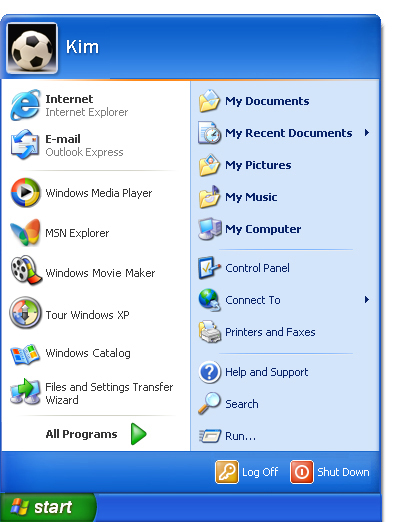 Kim
Internet
Internet Explorer
E-mail
Outlook Express
Windows Media Player
MSN Explorer
Windows Movie Maker
Tour Windows XP
Windows Catalog
Files and Settings Transfer
Wizard
All Programs
My Documents
My Recent Documents
My Pictures
My Music
My Computer
Control Panel
Connect To
Printers and Faxes
Help and Support
Search
Run...
Log Off
Shut Down
start